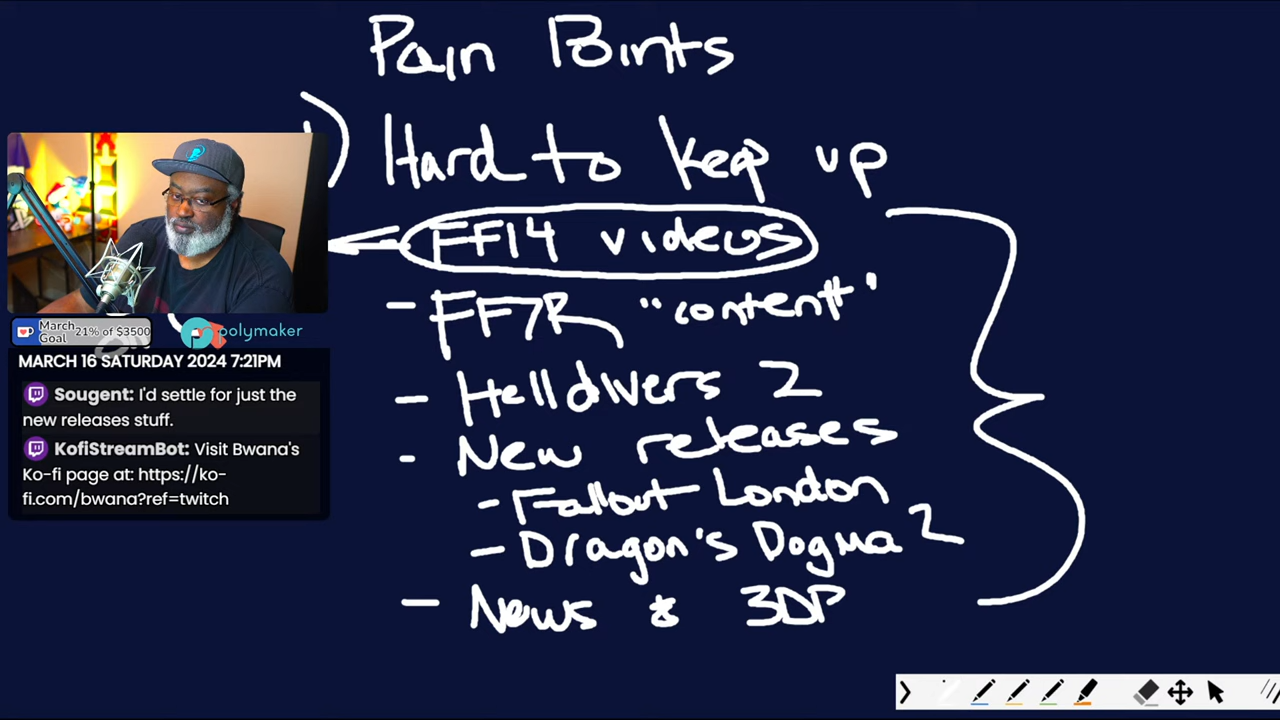 Pain Points
1) Hard to keep up
FF14 videos
- FF7R "content"
- Helldivers 2
- New releases
- Fallout London
- Dragon's Dogma 2
- News & 3DP
March Goal
21% of $3500
polymaker
MARCH 16 SATURDAY 2024 7:21PM
Sougent: I'd settle for just the
new releases stuff.
KofiStreamBot: Visit Bwana's
Ko-fi page at: https://ko-
fi.com/bwana?ref=twitch